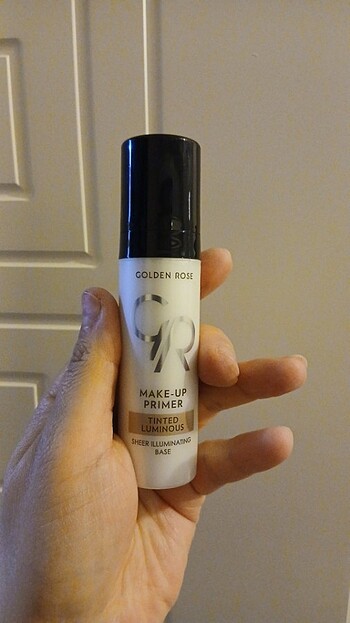 GOLDEN ROSE
GR
MAKE-UP
PRIMER
TINTED
LUMINOUS
SHEER ILLUMINATING
BASE